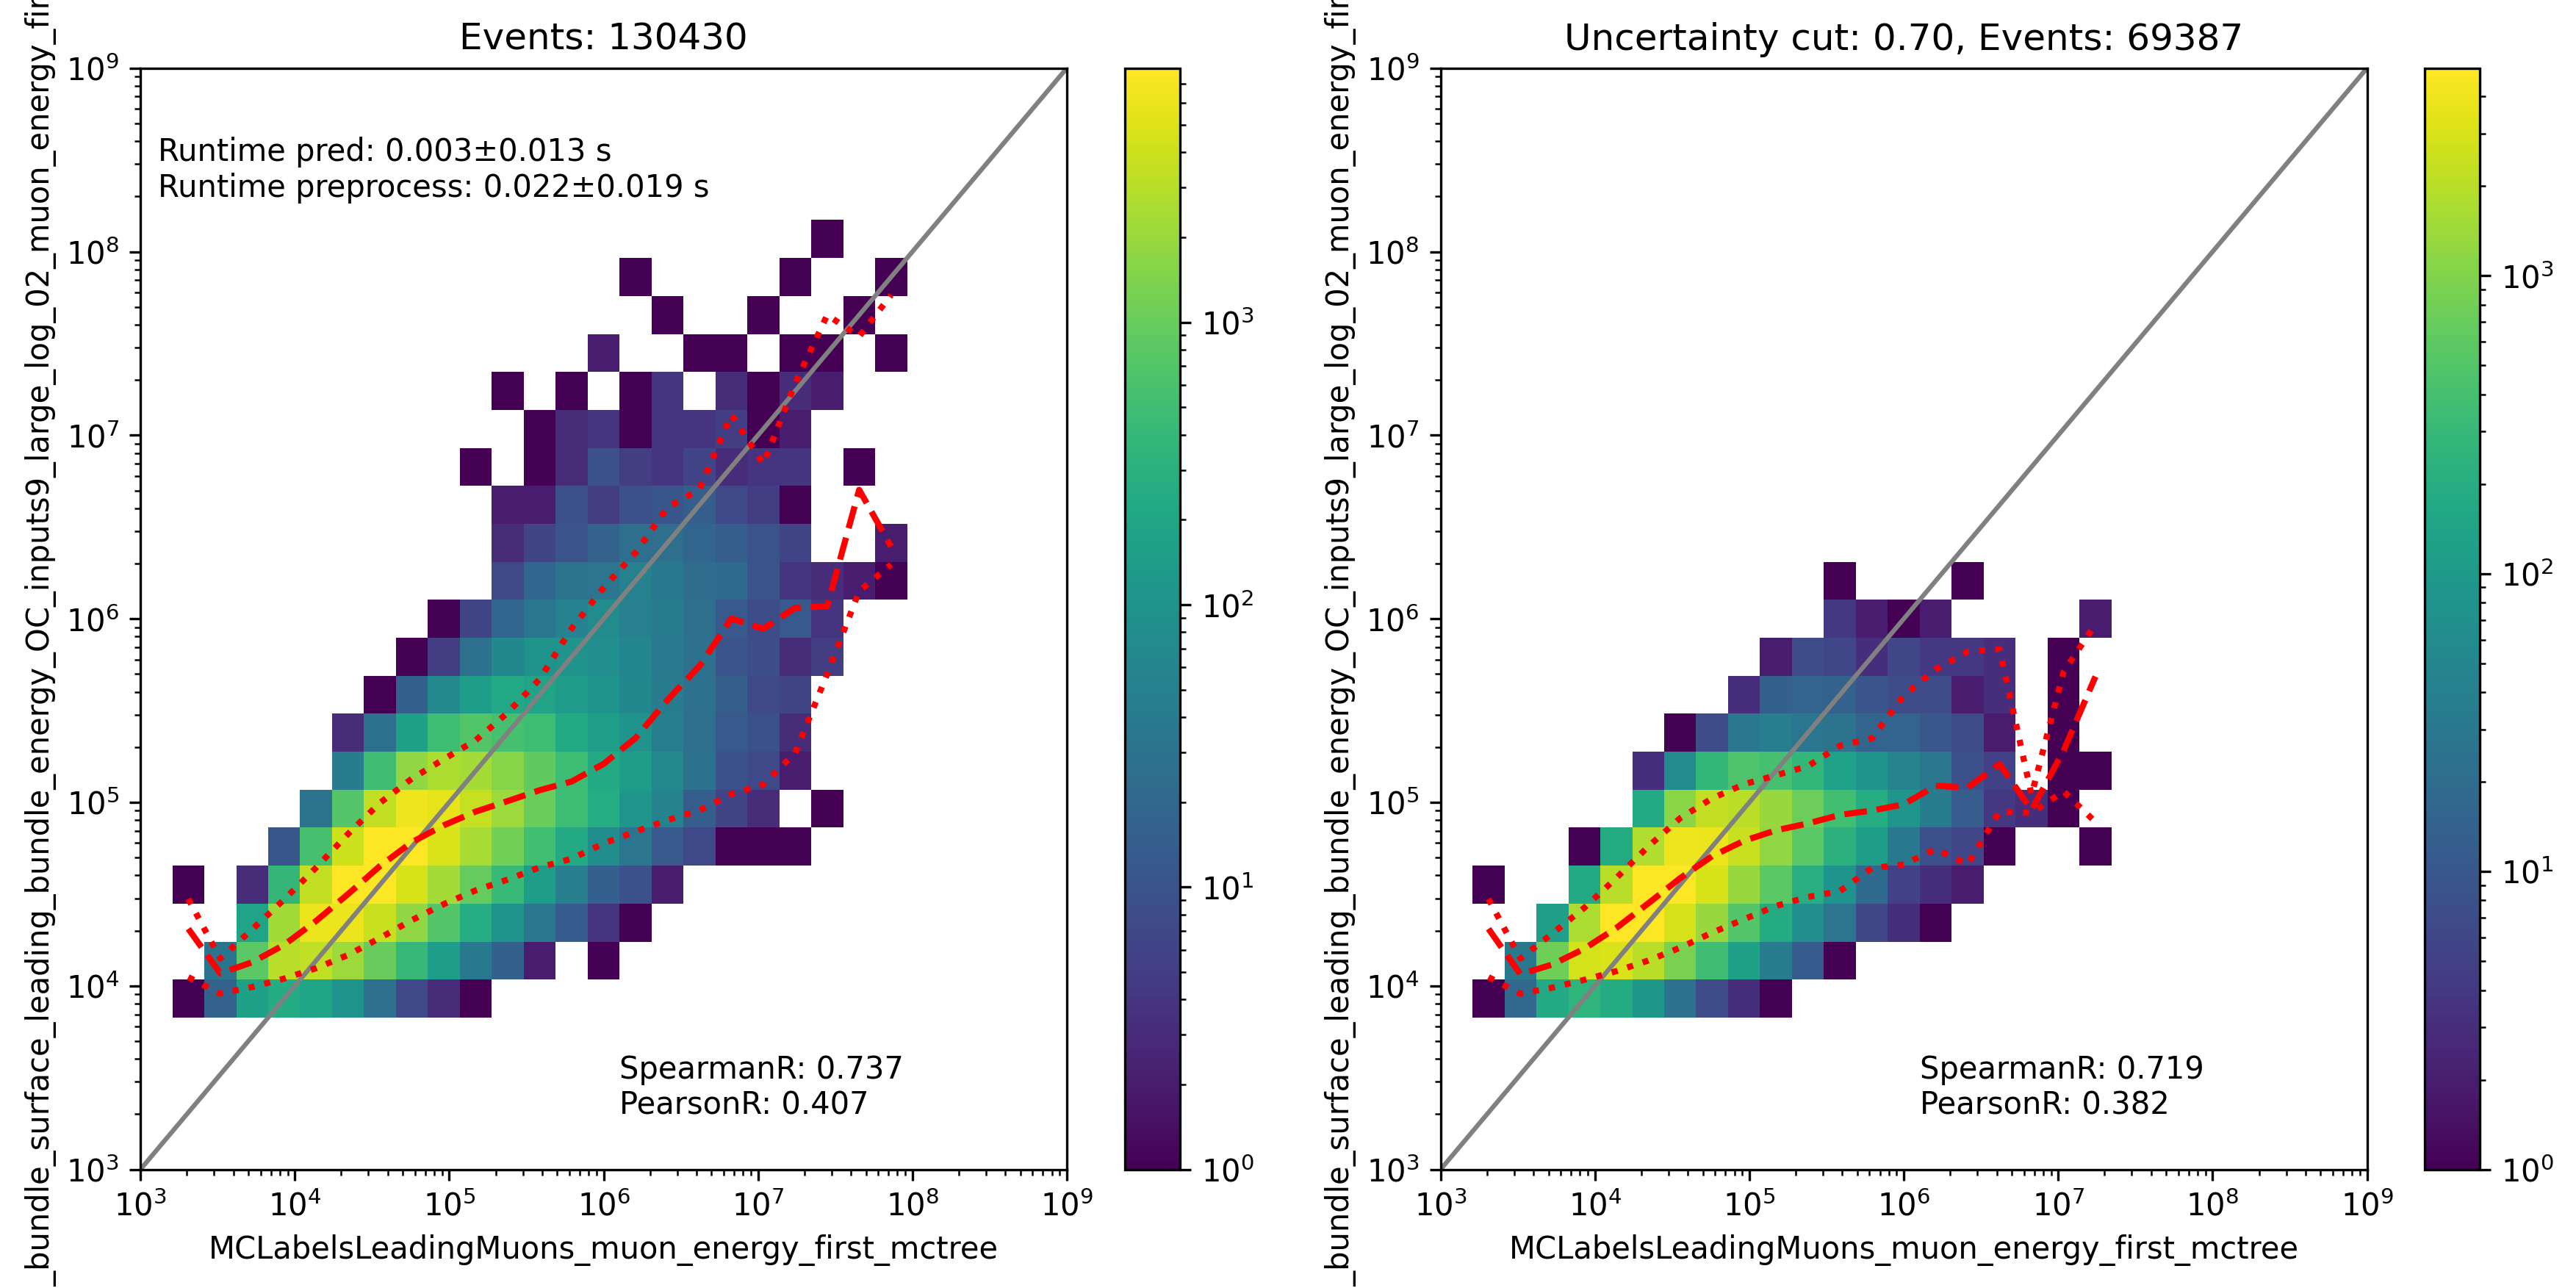 Events: 130430
_bundle_surface_leading_bundle_energy_OC_inputs9_large_log_02_muon_energy_fir
10⁹
10⁸
10⁷
10⁶
10⁵
10⁴
10³
Runtime pred: 0.003±0.013 s
Runtime preprocess: 0.022±0.019 s
SpearmanR: 0.737
PearsonR: 0.407
10³ 10⁴ 10⁵ 10⁶ 10⁷ 10⁸ 10⁹
MCLabelsLeadingMuons_muon_energy_first_mctree
10³
10²
10¹
10⁰
Uncertainty cut: 0.70, Events: 69387
_bundle_surface_leading_bundle_energy_OC_inputs9_large_log_02_muon_energy_fir
10⁹
10⁸
10⁷
10⁶
10⁵
10⁴
10³
SpearmanR: 0.719
PearsonR: 0.382
10³ 10⁴ 10⁵ 10⁶ 10⁷ 10⁸ 10⁹
MCLabelsLeadingMuons_muon_energy_first_mctree
10³
10²
10¹
10⁰